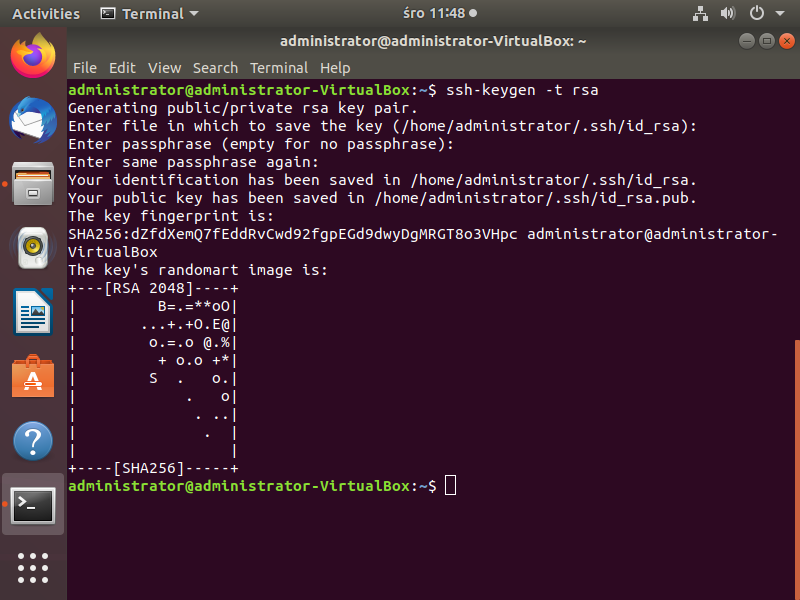 Activities Terminal śro 11:48
administrator@administrator-VirtualBox: ~
File Edit View Search Terminal Help
administrator@administrator-VirtualBox:~$ ssh-keygen -t rsa
Generating public/private rsa key pair.
Enter file in which to save the key (/home/administrator/.ssh/id_rsa):
Enter passphrase (empty for no passphrase):
Enter same passphrase again:
Your identification has been saved in /home/administrator/.ssh/id_rsa.
Your public key has been saved in /home/administrator/.ssh/id_rsa.pub.
The key fingerprint is:
SHA256:dZfdXemQ7fEddRvCwd92fgpEGd9dwyDgMRGT8o3VHpc administrator@administrator-
VirtualBox
The key's randomart image is:
+---[RSA 2048]----+
|         B=.=**oO|
|       ...+.+O.E@|
|        o.=.o @.%|
|         + o.o +*|
|        S  .   o.|
|            .   o|
|             . ..|
|              .  |
|                 |
+----[SHA256]-----+
administrator@administrator-VirtualBox:~$